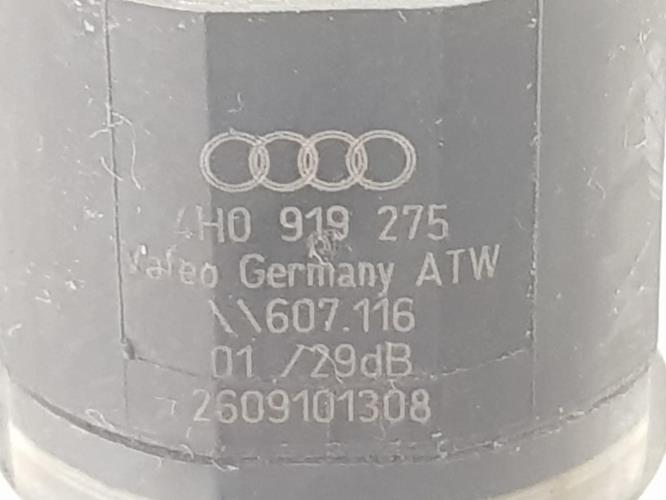 4H0 919 275
Valeo Germany ATW
\\607.116
01 /29dB
2609101308